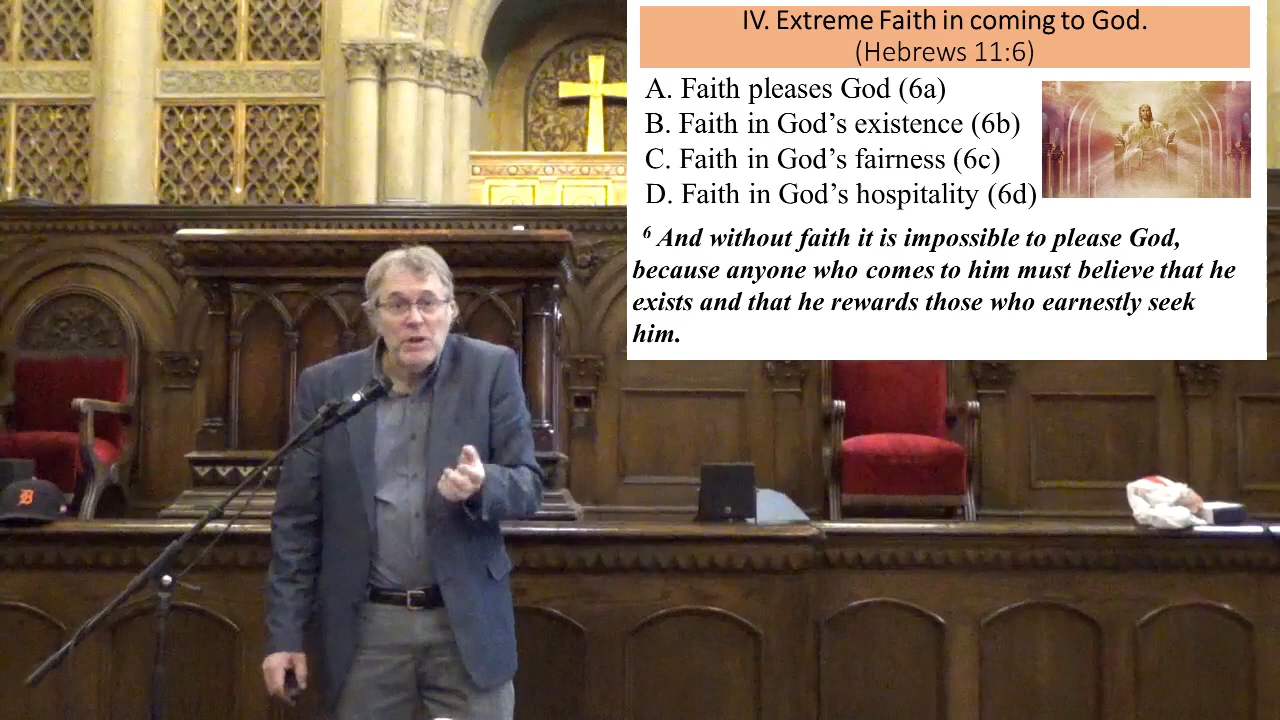 IV. Extreme Faith in coming to God.
(Hebrews 11:6)
A. Faith pleases God (6a)
B. Faith in God’s existence (6b)
C. Faith in God’s fairness (6c)
D. Faith in God’s hospitality (6d)
6 And without faith it is impossible to please God,
because anyone who comes to him must believe that he
exists and that he rewards those who earnestly seek
him.